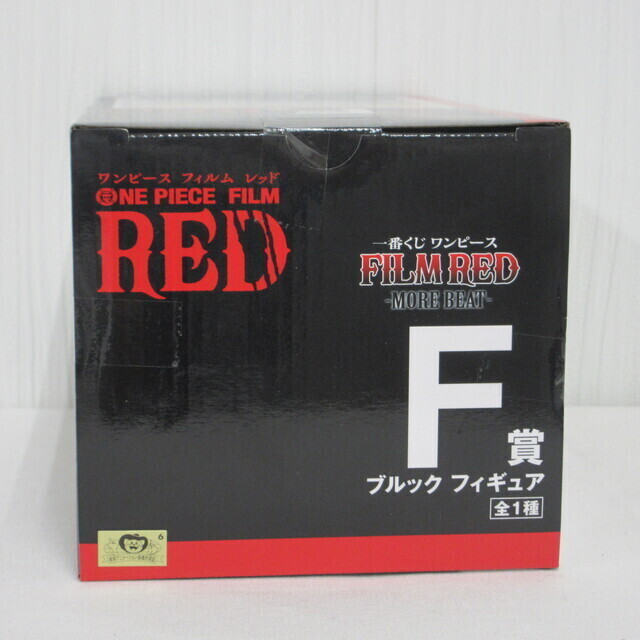 ワンピース フィルム レッド
ONE PIECE FILM
RED
一番くじ ワンピース
FILM RED
-MORE BEAT-
F賞
ブルック フィギュア
全1種
6